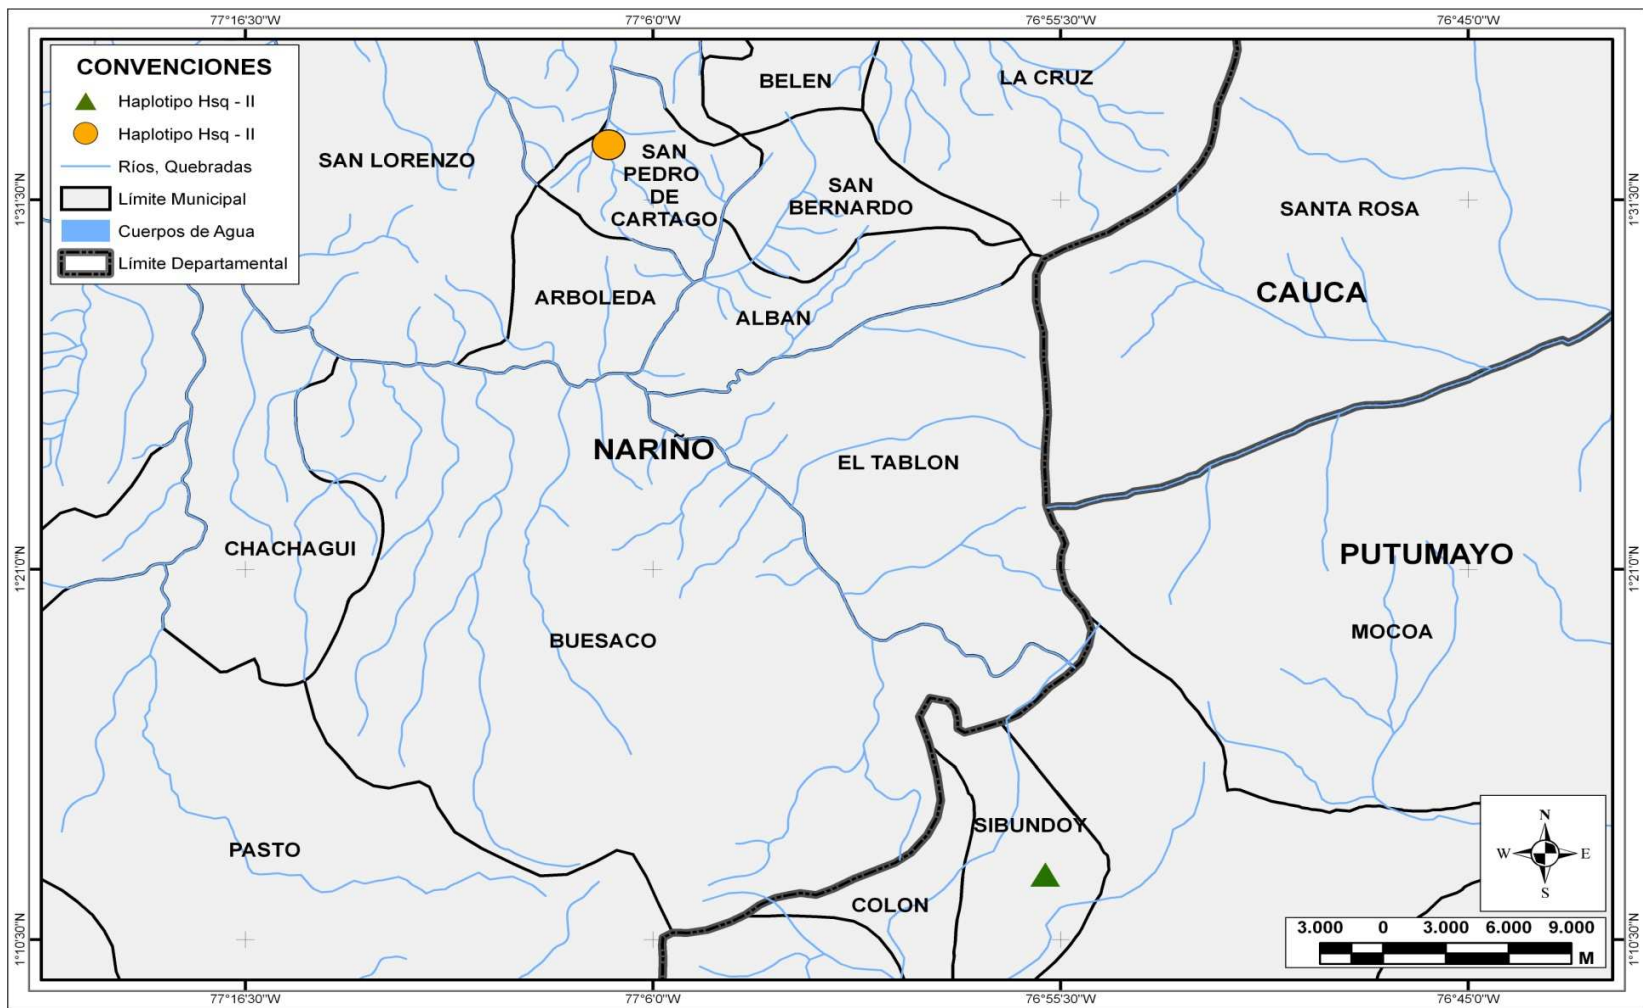 77°16'30"W
77°6'0"W
76°55'30"W
76°45'0"W
CONVENCIONES
Haplotipo Hsq - II
Haplotipo Hsq - II
Ríos, Quebradas
Límite Municipal
Cuerpos de Agua
Límite Departamental
BELEN
LA CRUZ
SAN LORENZO
SAN
PEDRO
DE
CARTAGO
SAN
BERNARDO
1°31'30"N
1°31'30"N
SANTA ROSA
CAUCA
ARBOLEDA
ALBAN
NARIÑO
EL TABLON
CHACHAGUI
PUTUMAYO
1°21'0"N
1°21'0"N
BUESACO
MOCOA
SIBUNDOY
PASTO
COLON
N
W
E
S
3.000 0 3.000 6.000 9.000
M
1°10'30"N
1°10'30"N
77°16'30"W
77°6'0"W
76°55'30"W
76°45'0"W